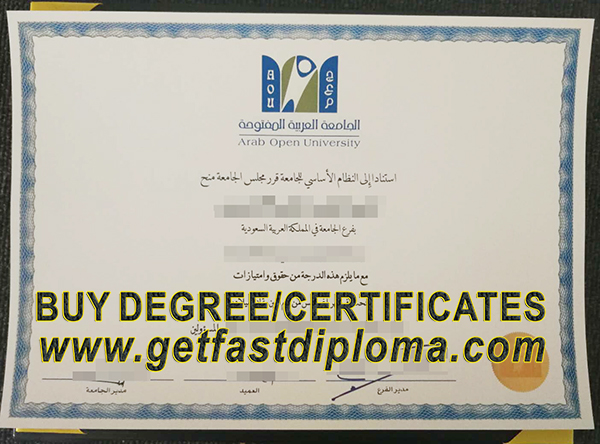 AOU
الجامعة العربية المفتوحة
Arab Open University
استنادا إلى النظام الأساسي للجامعة قرر مجلس الجامعة منح
بفرع الجامعة في المملكة العربية السعودية
مع ما يلزم هذه الدرجة من حقوق وامتيازات
BUY DEGREE/CERTIFICATES
المسؤولين
www.getfastdiploma.com
مدير الفرع
العميد
مدير الجامعة